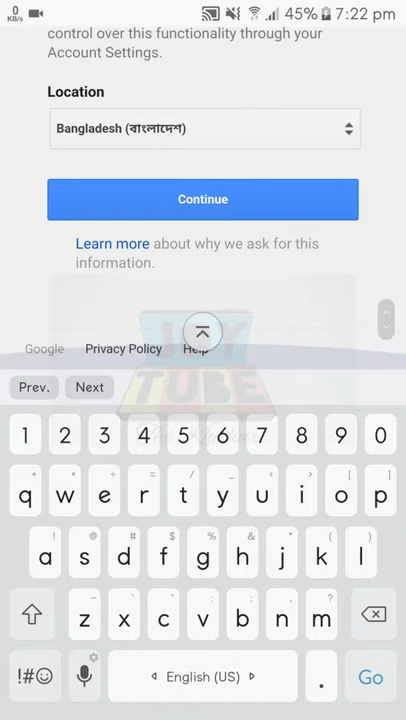 0
KB/s
45% 7:22 pm
control over this functionality through your
Account Settings.
Location
Bangladesh (বাংলাদেশ)
Continue
Learn more about why we ask for this
information.
Google Privacy Policy Help
JOY
TUBE
Prev. Next
1 2 3 4 5 6 7 8 9 0
+ * ÷ = / _ < > [ ]
q w e r t y u i o p
! @ # $ % & * ( )
a s d f g h j k l
- ' " : ; , ?
z x c v b n m
!#☺ English (US) . Go